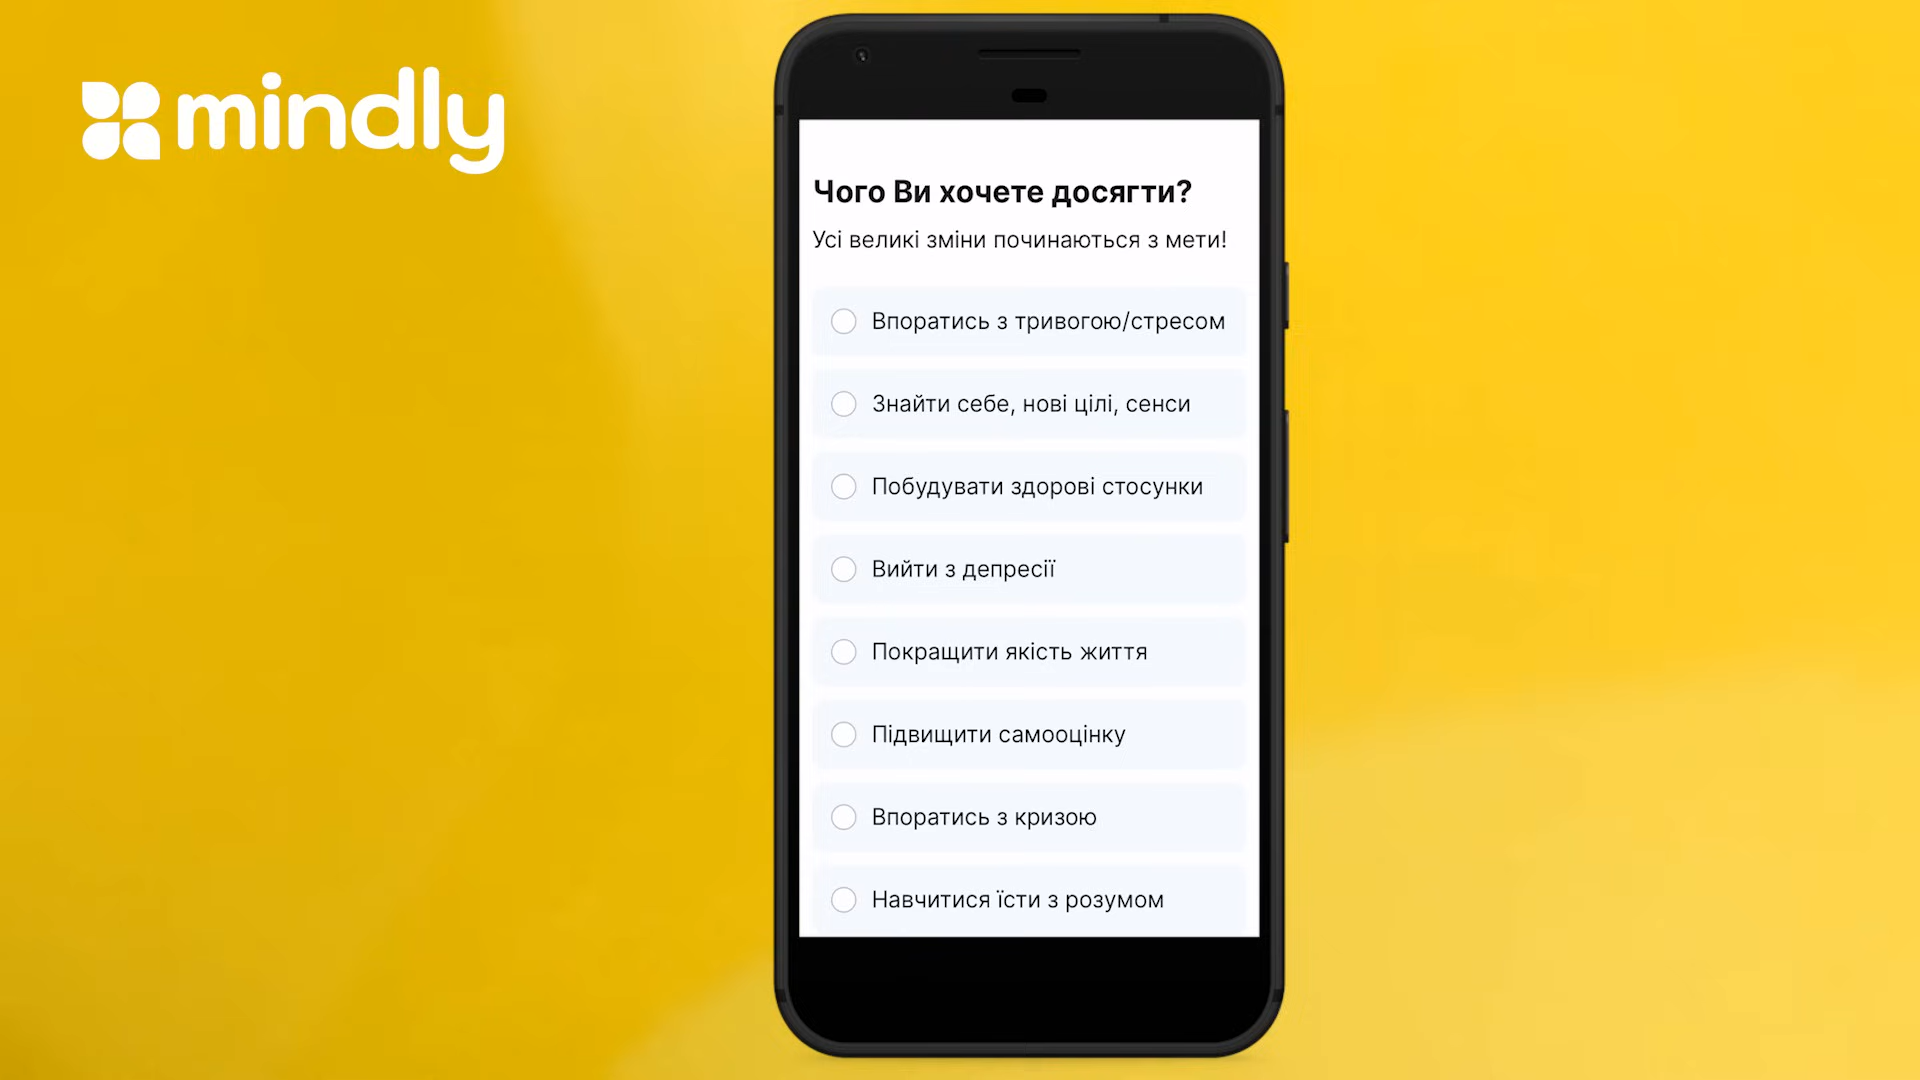 mindly
Чого Ви хочете досягти?
Усі великі зміни починаються з мети!
Впоратись з тривогою/стресом
Знайти себе, нові цілі, сенси
Побудувати здорові стосунки
Вийти з депресії
Покращити якість життя
Підвищити самооцінку
Впоратись з кризою
Навчитися їсти з розумом